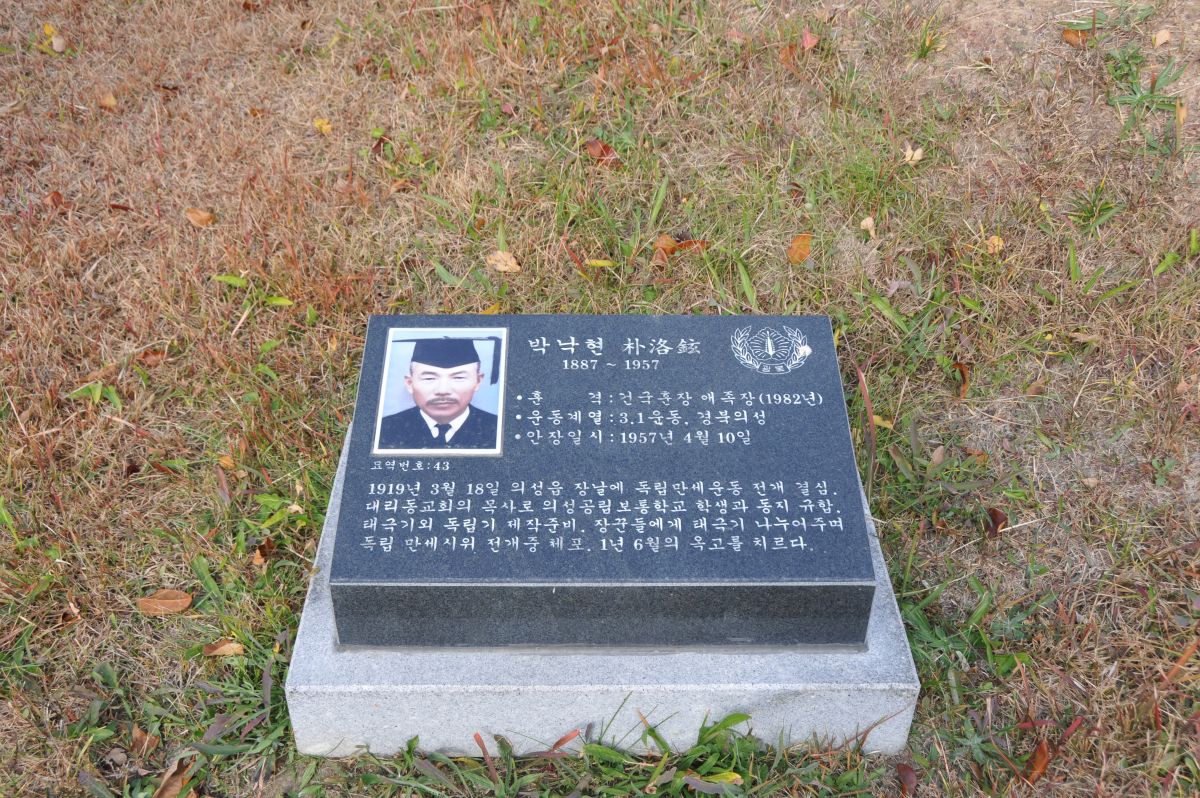 박낙현 朴洛鉉
1887 ~ 1957
• 훈 격 : 건국훈장 애족장(1982년)
• 운동계열 : 3.1운동, 경북의성
• 안장일시 : 1957년 4월 10일
묘역번호 : 43
1919년 3월 18일 의성읍 장날에 독립만세운동 전개 결심.
대리동교회의 목사로 의성공립보통학교 학생과 동지 규합.
태극기외 독립기 제작준비. 장꾼들에게 태극기 나누어주며
독립 만세시위 전개중 체포. 1년 6월의 옥고를 치르다.